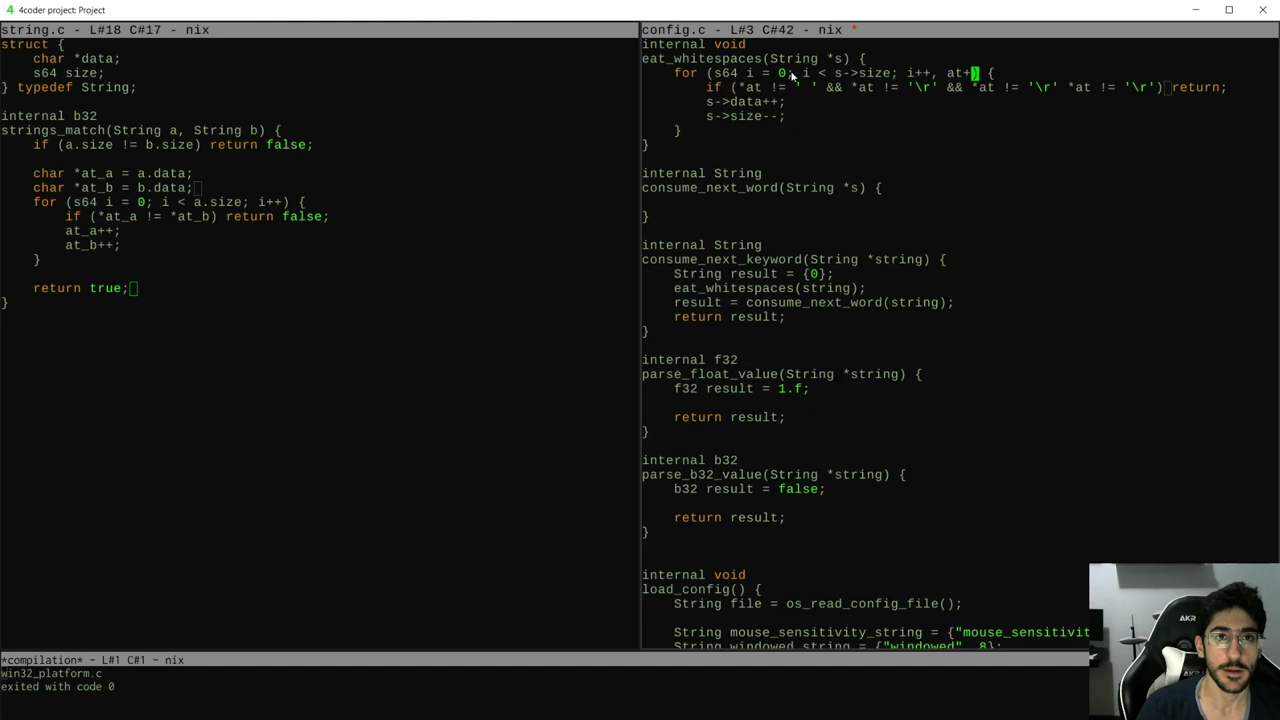 4coder project: Project
string.c - L#18 C#17 - nix
struct {
char *data;
s64 size;
} typedef String;
internal b32
strings_match(String a, String b) {
if (a.size != b.size) return false;
char *at_a = a.data;
char *at_b = b.data;
for (s64 i = 0; i < a.size; i++) {
if (*at_a != *at_b) return false;
at_a++;
at_b++;
}
return true;
}
config.c - L#3 C#42 - nix *
internal void
eat_whitespaces(String *s) {
for (s64 i = 0; i < s->size; i++, at+) {
if (*at != ' ' && *at != '\r' && *at != '\r' *at != '\r') return;
s->data++;
s->size--;
}
}
internal String
consume_next_word(String *s) {
}
internal String
consume_next_keyword(String *string) {
String result = {0};
eat_whitespaces(string);
result = consume_next_word(string);
return result;
}
internal f32
parse_float_value(String *string) {
f32 result = 1.f;
return result;
}
internal b32
parse_b32_value(String *string) {
b32 result = false;
return result;
}
internal void
load_config() {
String file = os_read_config_file();
String mouse_sensitivity_string = {"mouse_sensitivit
String windowed_string = {"windowed", 8};
*compilation* - L#1 C#1 - nix
win32_platform.c
exited with code 0
AKR
AKR